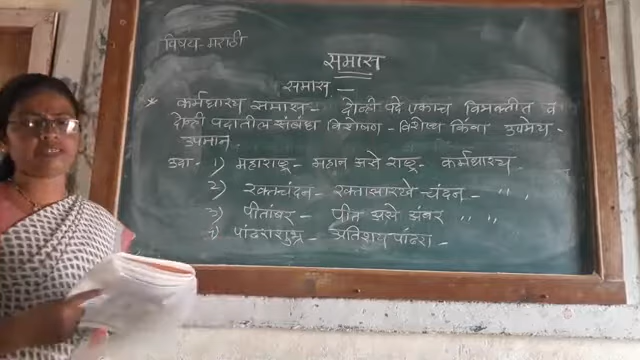 विषय-मराठी
समास
समास –
* कर्मधारय समास - दोन्ही पदे एकाच विभक्तीत व
दोन्ही पदातील संबंध विशेषण - विशेष्य किंवा उपमेय -
उपमान
उदा - 1) महाराष्ट्र - महान असे राष्ट्र - कर्मधारय
2) रक्तचंदन - रक्तासारखे चंदन - " "
3) पीतांबर - पीत असे अंबर " "
4) पांढराशुभ्र - अतिशय पांढरा -